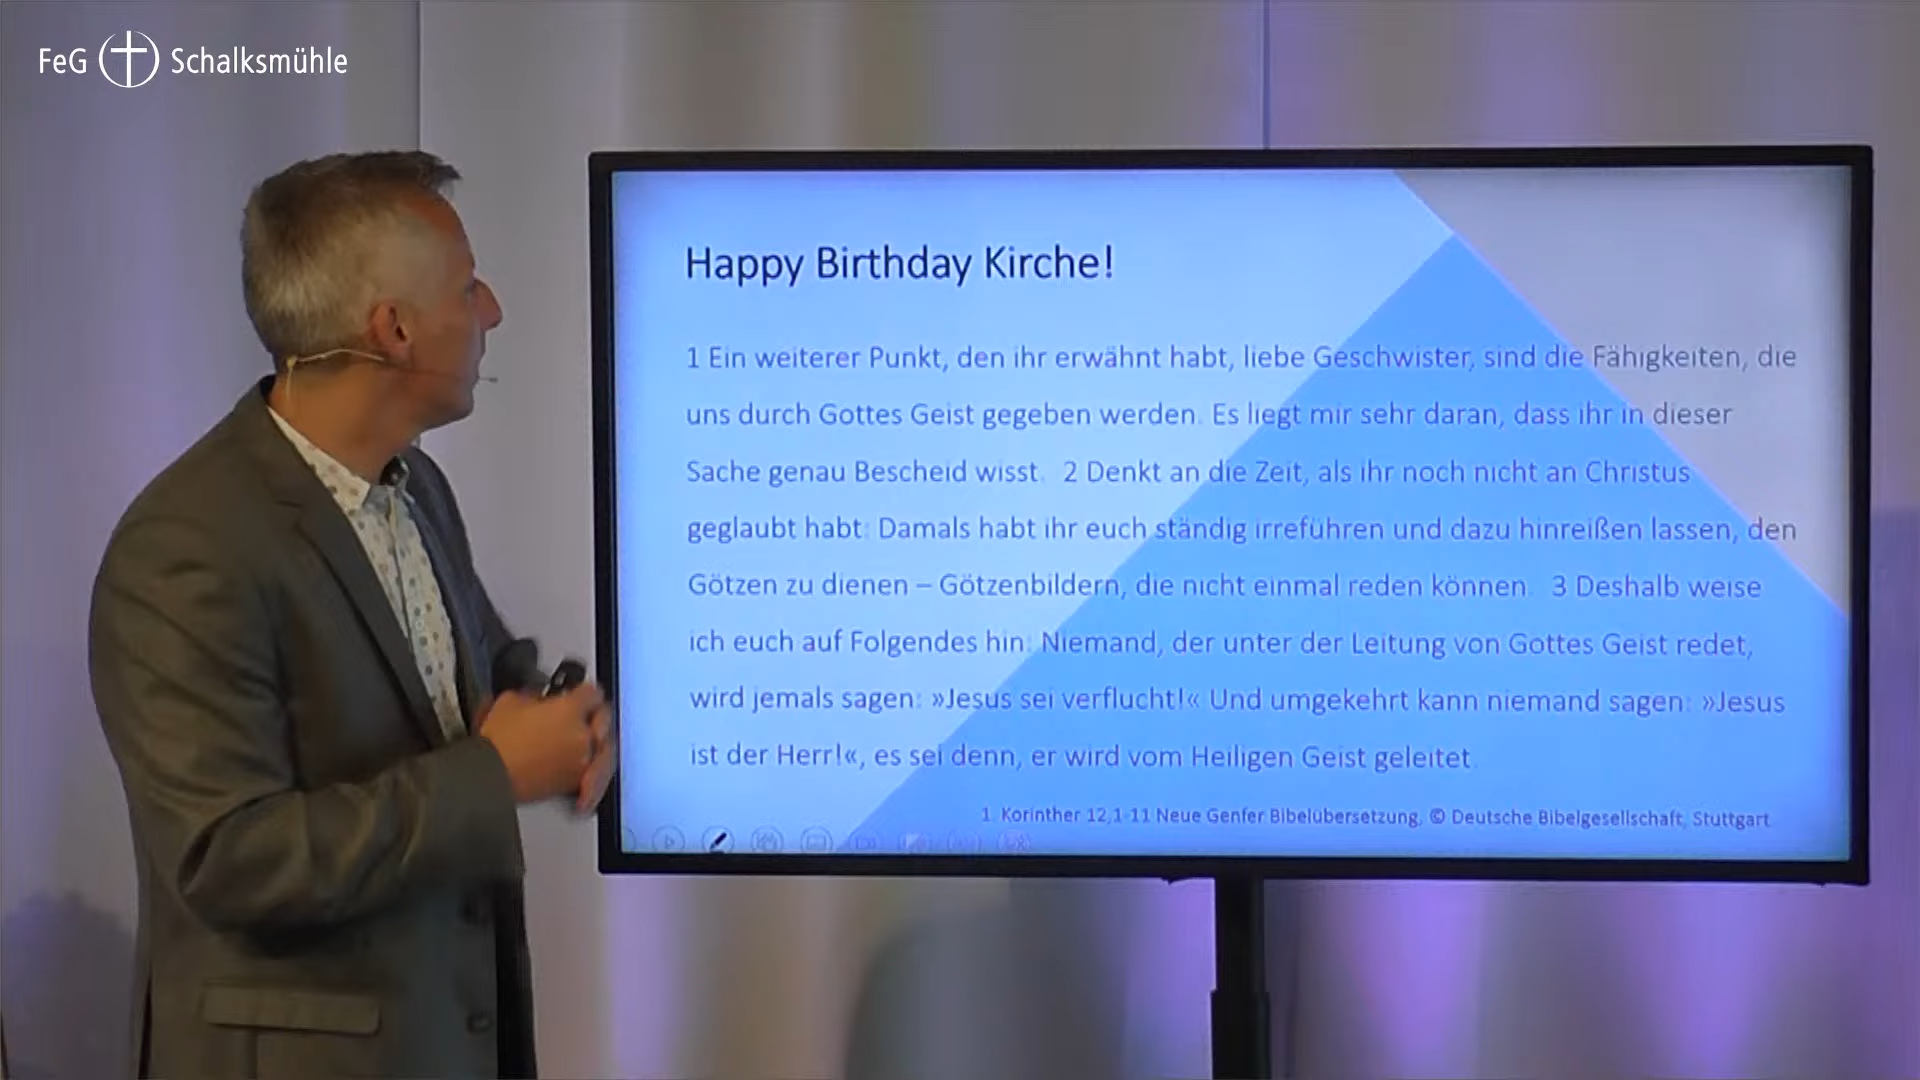 FeG Schalksmühle
Happy Birthday Kirche!
1 Ein weiterer Punkt, den ihr erwähnt habt, liebe Geschwister, sind die Fähigkeiten, die
uns durch Gottes Geist gegeben werden. Es liegt mir sehr daran, dass ihr in dieser
Sache genau Bescheid wisst. 2 Denkt an die Zeit, als ihr noch nicht an Christus
geglaubt habt: Damals habt ihr euch ständig irreführen und dazu hinreißen lassen, den
Götzen zu dienen – Götzenbildern, die nicht einmal reden können. 3 Deshalb weise
ich euch auf Folgendes hin: Niemand, der unter der Leitung von Gottes Geist redet,
wird jemals sagen: »Jesus sei verflucht!« Und umgekehrt kann niemand sagen: »Jesus
ist der Herr!«, es sei denn, er wird vom Heiligen Geist geleitet.
1. Korinther 12,1-11 Neue Genfer Bibelübersetzung, © Deutsche Bibelgesellschaft, Stuttgart